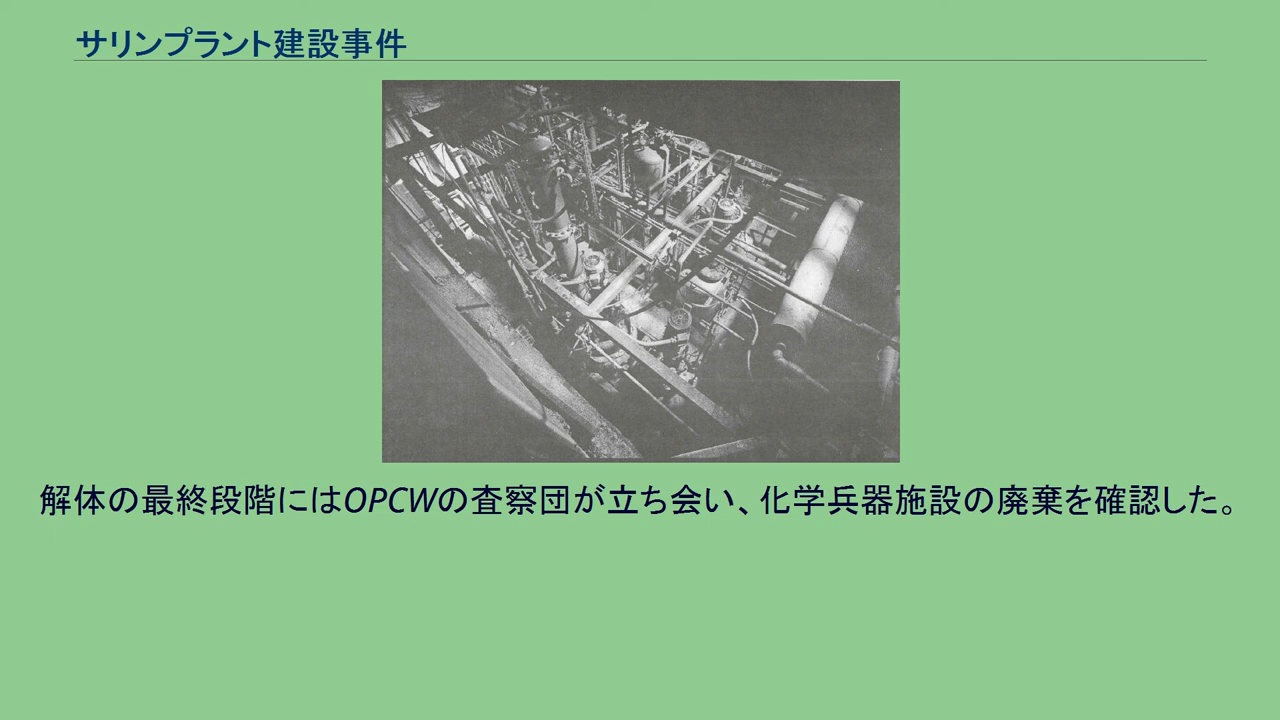 サリンプラント建設事件
解体の最終段階にはOPCWの査察団が立ち会い、化学兵器施設の廃棄を確認した。